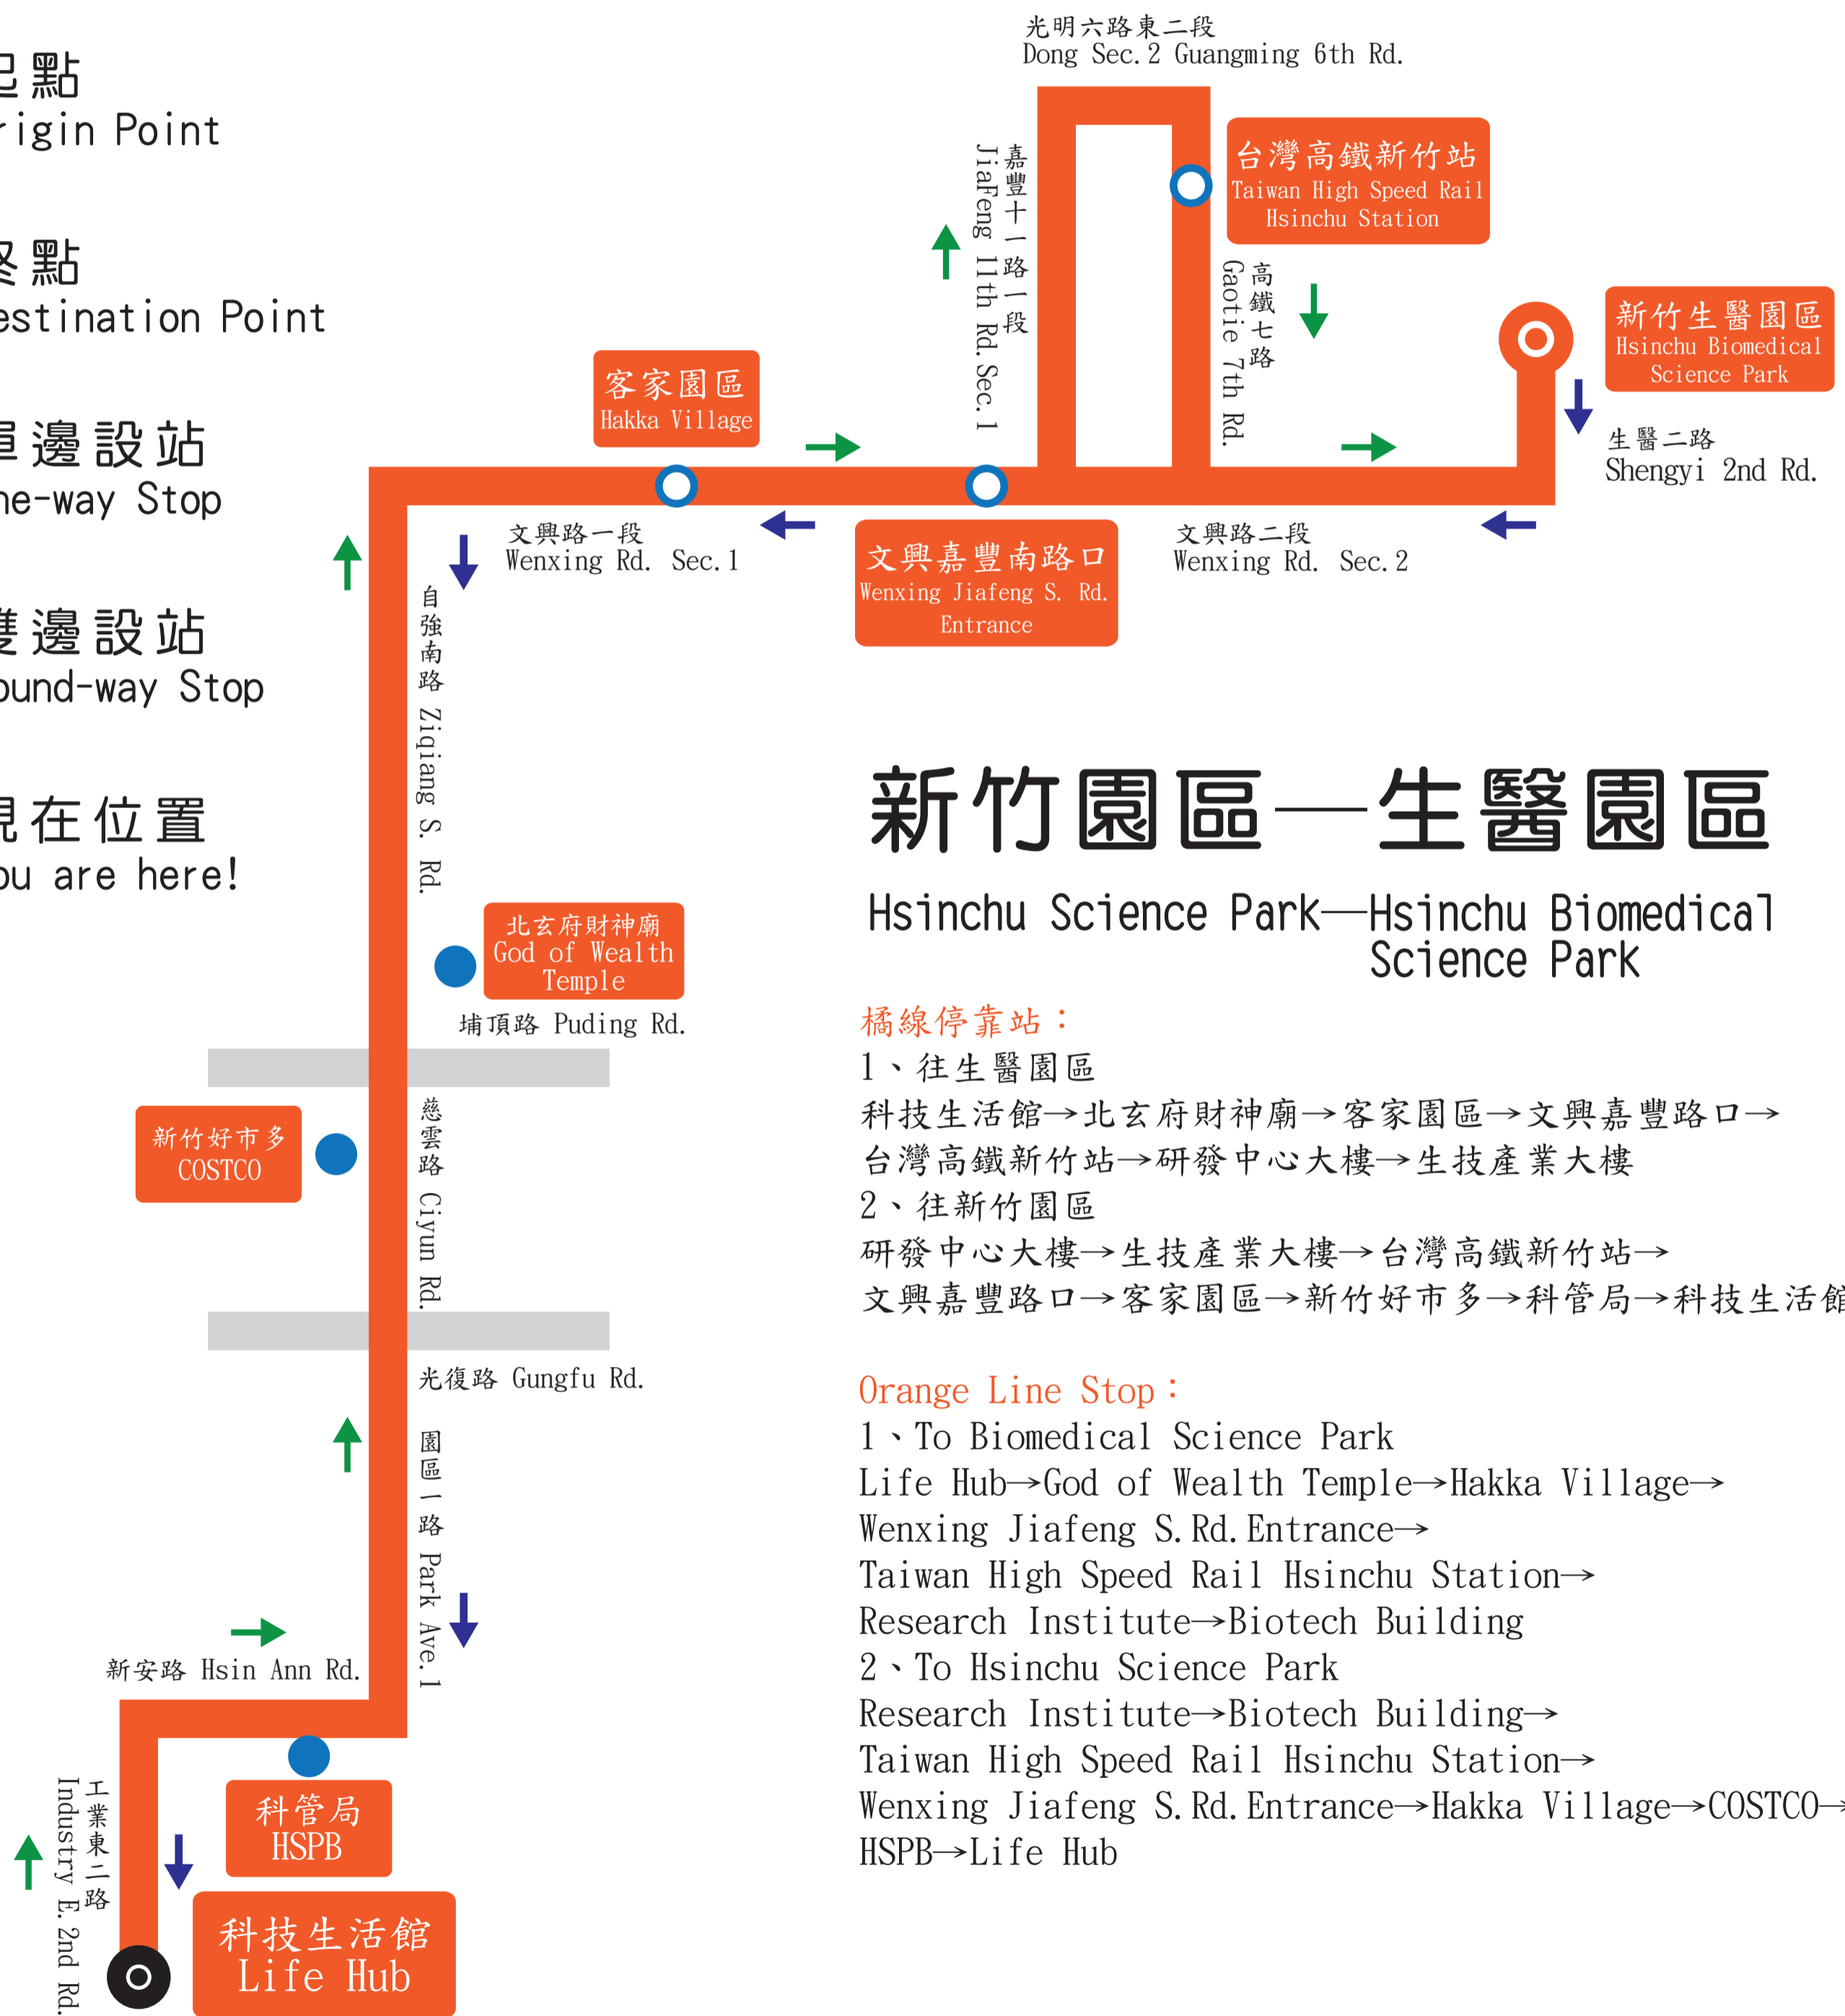 起點
rigin Point
終點
estination Point
單邊設站
ne-way Stop
雙邊設站
ound-way Stop
現在位置
ou are here!
光明六路東二段
Dong Sec.2 Guangming 6th Rd.
嘉豐十一路一段
JiaFeng 11th Rd.Sec.1
台灣高鐵新竹站
Taiwan High Speed Rail
Hsinchu Station
高鐵七路
Gaotie 7th Rd.
新竹生醫園區
Hsinchu Biomedical
Science Park
生醫二路
Shengyi 2nd Rd.
客家園區
Hakka Village
文興路一段
Wenxing Rd. Sec.1
文興嘉豐南路口
Wenxing Jiafeng S. Rd.
Entrance
文興路二段
Wenxing Rd. Sec.2
自強南路 Ziqiang S. Rd.
北玄府財神廟
God of Wealth
Temple
埔頂路 Puding Rd.
新竹好市多
COSTCO
慈雲路 Ciyun Rd.
光復路 Gungfu Rd.
園區一路 Park Ave.1
新安路 Hsin Ann Rd.
工業東二路
Industry E.2nd Rd.
科管局
HSPB
科技生活館
Life Hub
新竹園區—生醫園區
Hsinchu Science Park—Hsinchu Biomedical
Science Park
橘線停靠站：
1、往生醫園區
科技生活館→北玄府財神廟→客家園區→文興嘉豐路口→
台灣高鐵新竹站→研發中心大樓→生技產業大樓
2、往新竹園區
研發中心大樓→生技產業大樓→台灣高鐵新竹站→
文興嘉豐路口→客家園區→新竹好市多→科管局→科技生活館
Orange Line Stop：
1、To Biomedical Science Park
Life Hub→God of Wealth Temple→Hakka Village→
Wenxing Jiafeng S.Rd.Entrance→
Taiwan High Speed Rail Hsinchu Station→
Research Institute→Biotech Building
2、To Hsinchu Science Park
Research Institute→Biotech Building→
Taiwan High Speed Rail Hsinchu Station→
Wenxing Jiafeng S.Rd.Entrance→Hakka Village→COSTCO→
HSPB→Life Hub